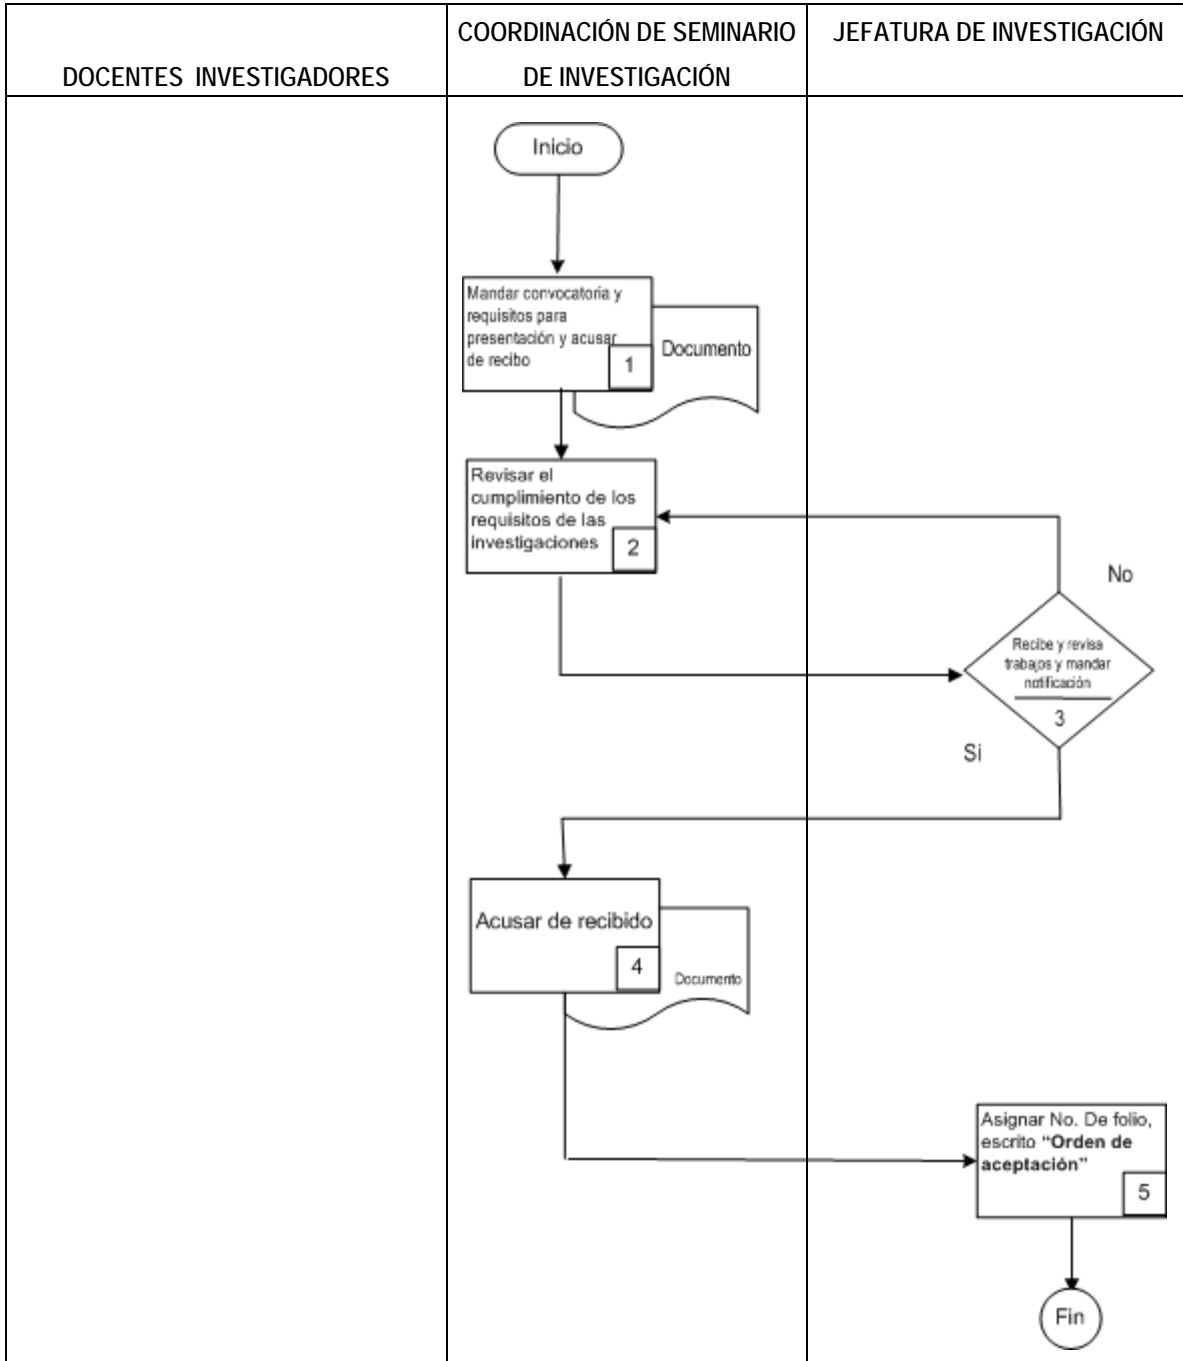 COORDINACIÓN DE SEMINARIO
DE INVESTIGACIÓN
JEFATURA DE INVESTIGACIÓN
DOCENTES INVESTIGADORES
Inicio
Mandar convocatoria y
requisitos para
presentación y acusar
de recibo
1
Documento
Revisar el
cumplimiento de los
requisitos de las
investigaciones
2
No
Recibe y revisa
trabajos y mandar
notificación
3
Si
Acusar de recibido
4
Documento
Asignar No. De folio,
escrito “Orden de
aceptación”
5
Fin